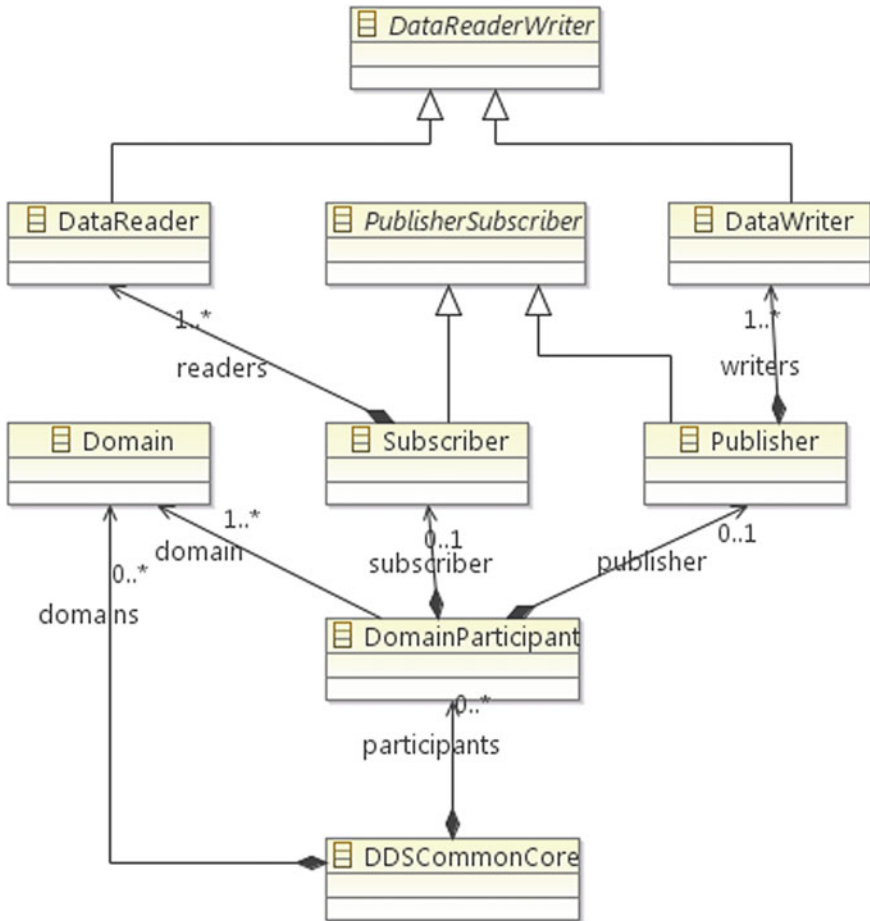 DataReaderWriter
DataReader
PublisherSubscriber
DataWriter
1..*
1..*
readers
writers
Domain
Subscriber
Publisher
1..*
0..1
0..1
domain
subscriber
publisher
0..*
domains
DomainParticipant
0..*
participants
DDSCommonCore